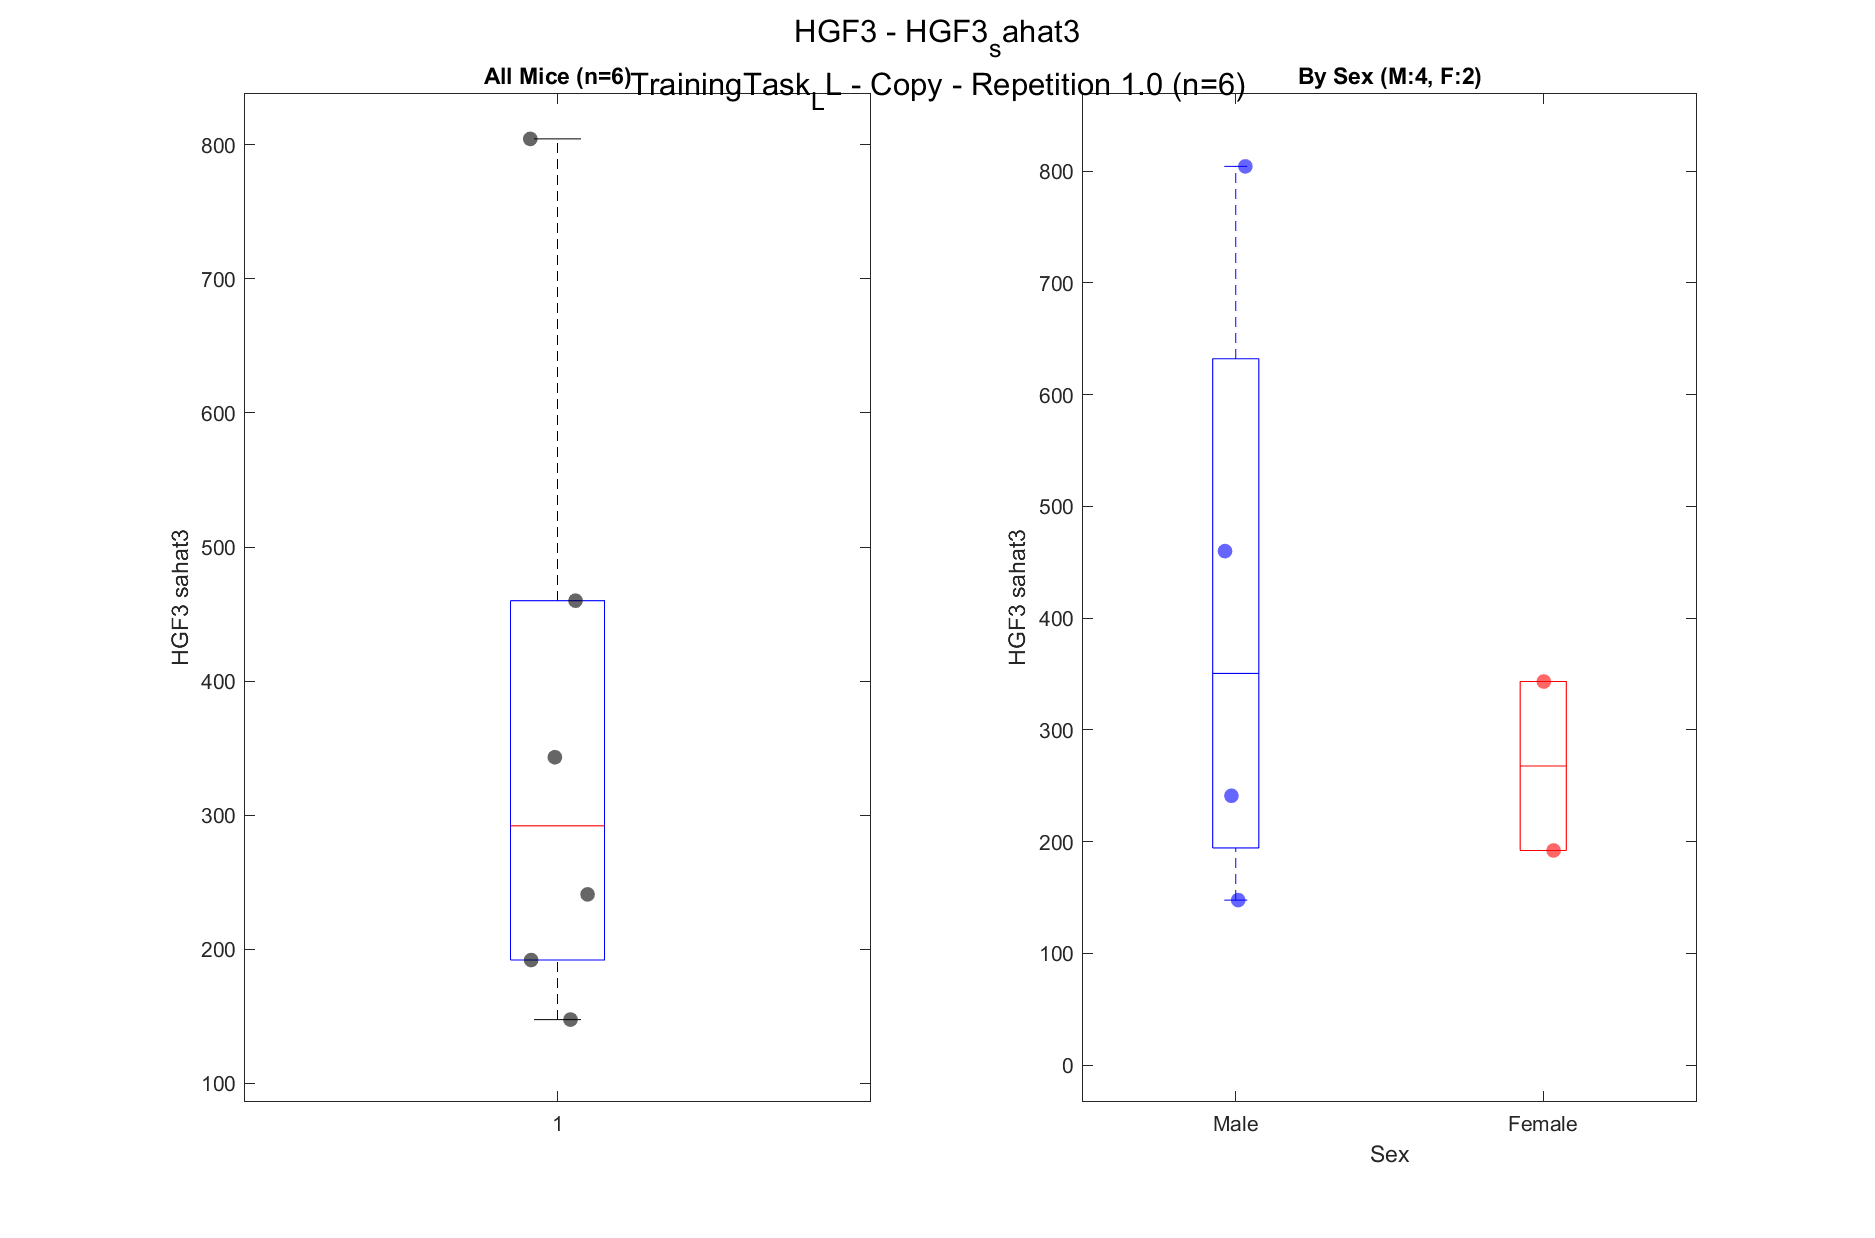 HGF3 - HGF3sahat3
TrainingTaskLL - Copy - Repetition 1.0 (n=6)
All Mice (n=6)
HGF3 sahat3
800
700
600
500
400
300
200
100
1
By Sex (M:4, F:2)
HGF3 sahat3
800
700
600
500
400
300
200
100
0
Male Female
Sex